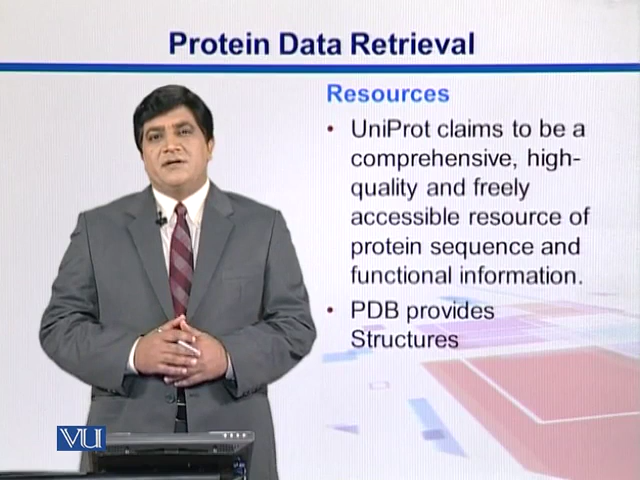 Protein Data Retrieval
Resources
• UniProt claims to be a
comprehensive, high-
quality and freely
accessible resource of
protein sequence and
functional information.
• PDB provides
Structures
VU